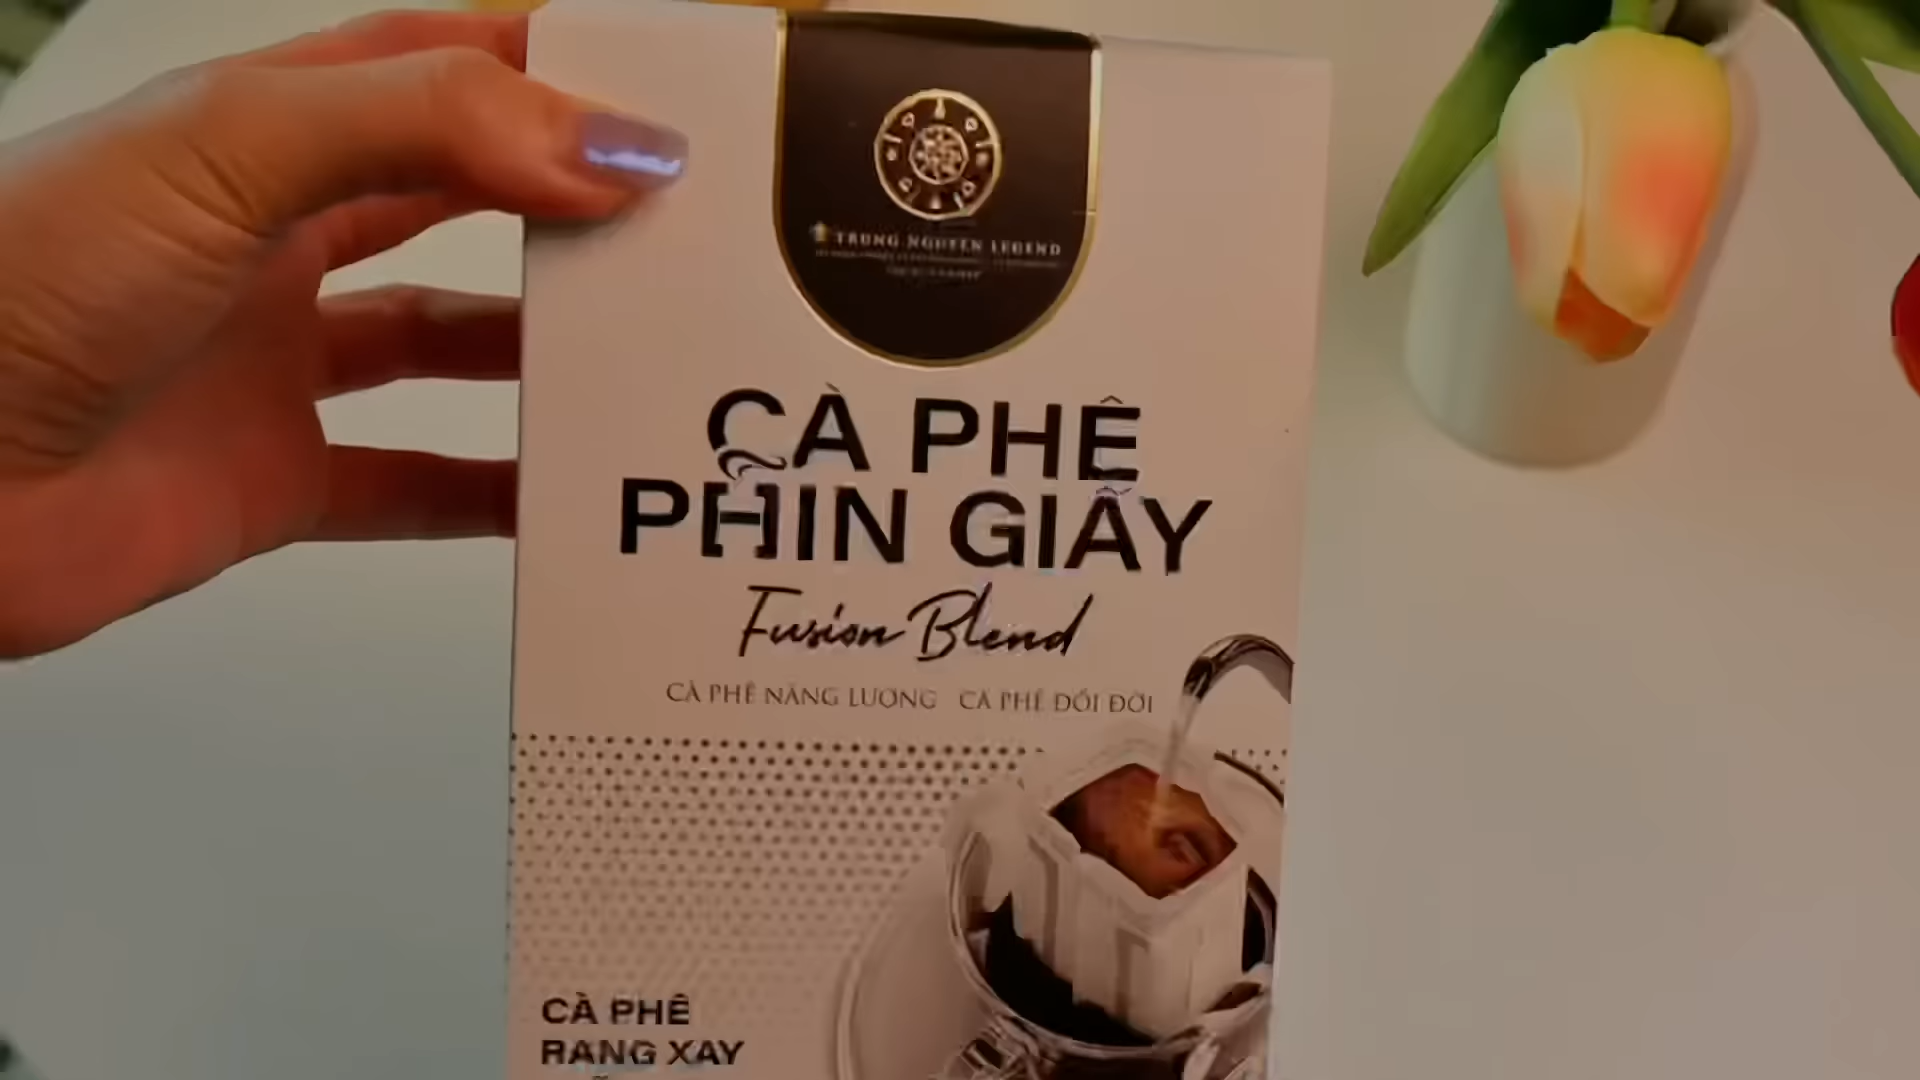 TRUNG NGUYEN LEGEND
CÀ PHÊ
PHIN GIẤY
Fusion Blend
CÀ PHÊ NĂNG LƯỢNG CÀ PHÊ ĐỔI ĐỜI
CÀ PHÊ
RANG XAY